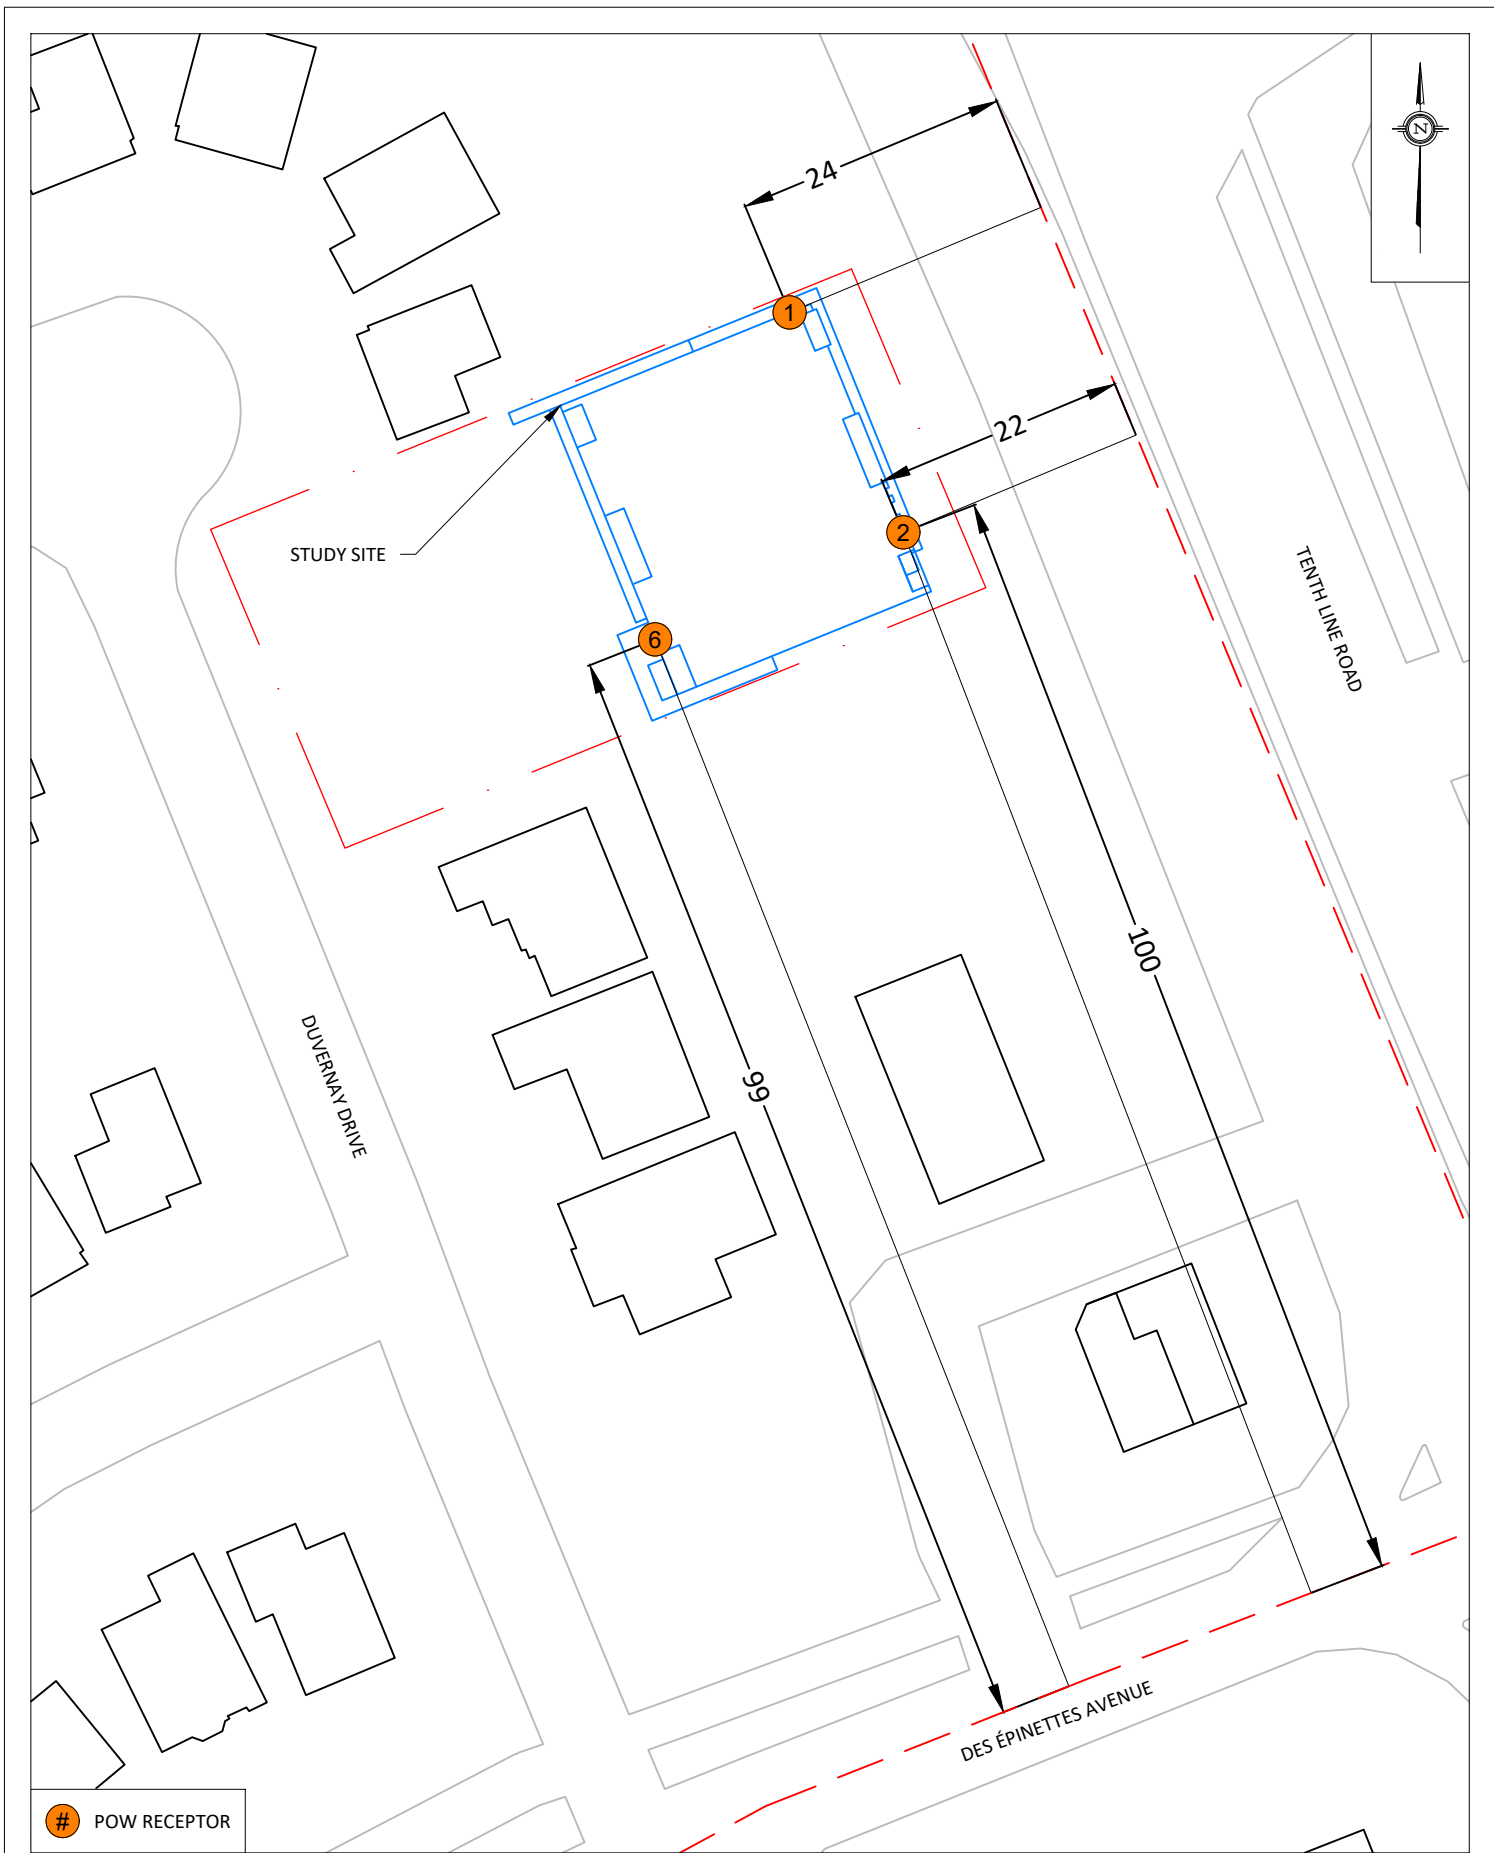 N
24
1
22
2
STUDY SITE
TENTH LINE ROAD
6
100
99
DUVERNAY DRIVE
DES ÉPINETTES AVENUE
# POW RECEPTOR